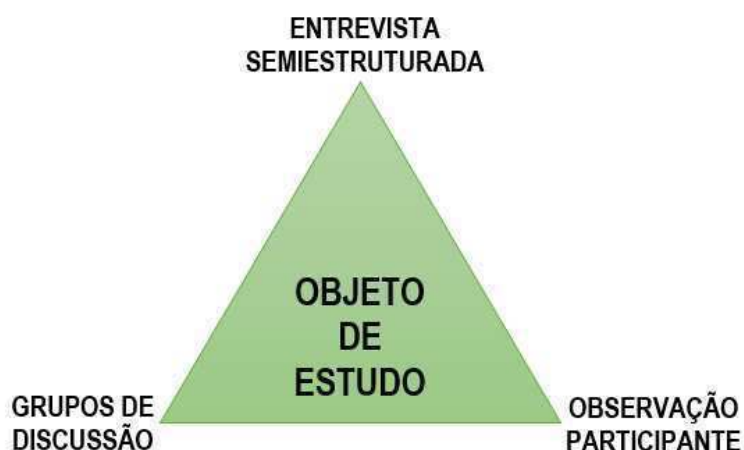 ENTREVISTA
SEMIESTRUTURADA
OBJETO
DE
ESTUDO
GRUPOS DE
DISCUSSÃO
OBSERVAÇÃO
PARTICIPANTE